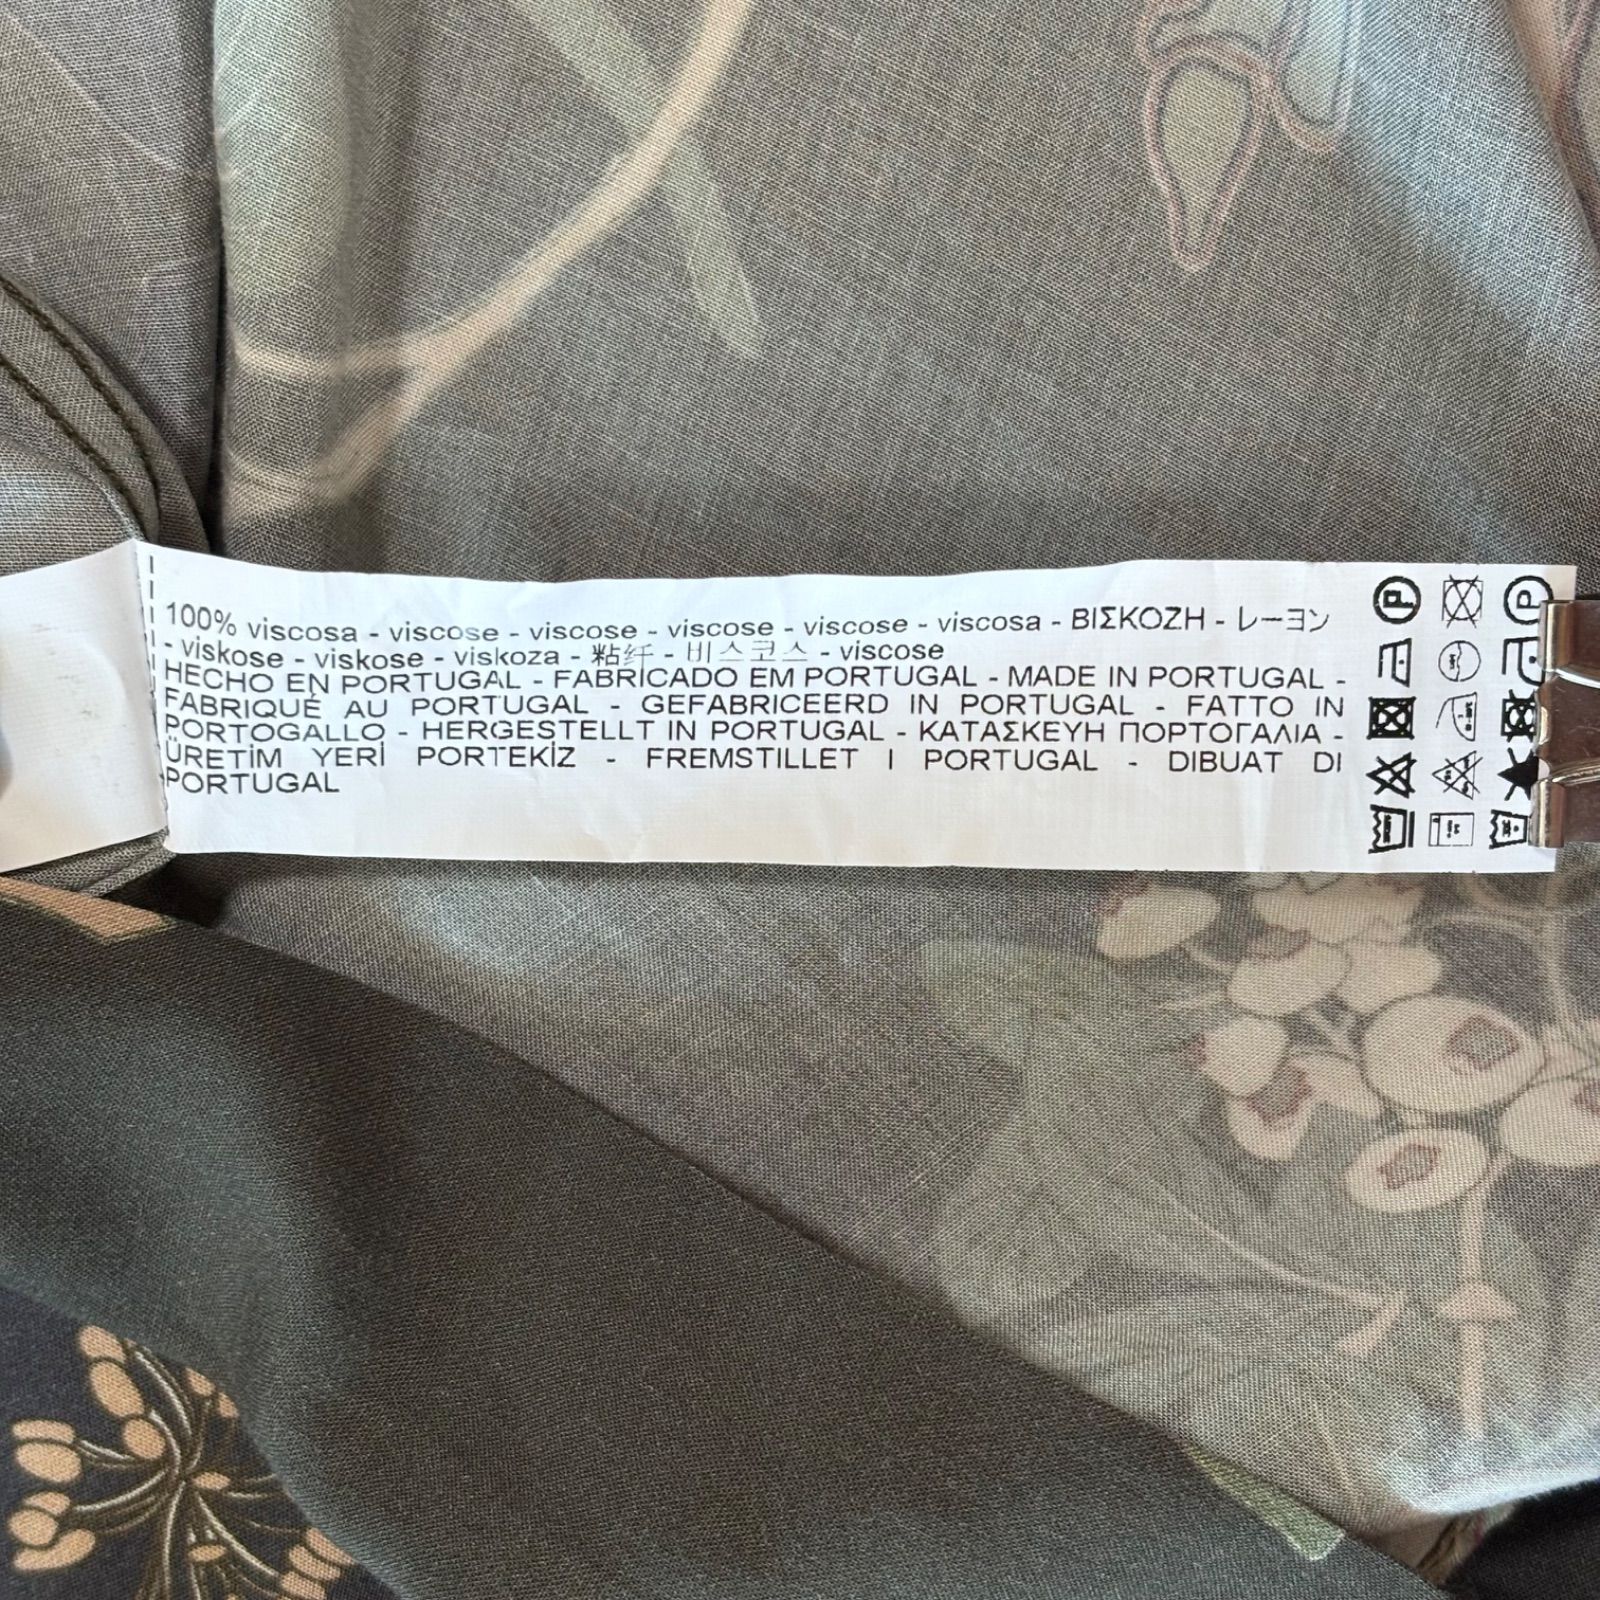 100% viscosa - viscose - viscose - viscose - viscose - viscosa - ΒΙΣΚΟΖΗ - レーヨン
- viskose - viskose - viskoza - 粘纤 - 비스코스 - viscose
HECHO EN PORTUGAL - FABRICADO EM PORTUGAL - MADE IN PORTUGAL -
FABRIQUÉ AU PORTUGAL - GEFABRICEERD IN PORTUGAL - FATTO IN
PORTOGALLO - HERGESTELLT IN PORTUGAL - ΚΑΤΑΣΚΕΥΗ ΠΟΡΤΟΓΑΛΙΑ -
ÜRETİM YERİ PORTEKİZ - FREMSTILLET I PORTUGAL - DIBUAT DI
PORTUGAL
P
P